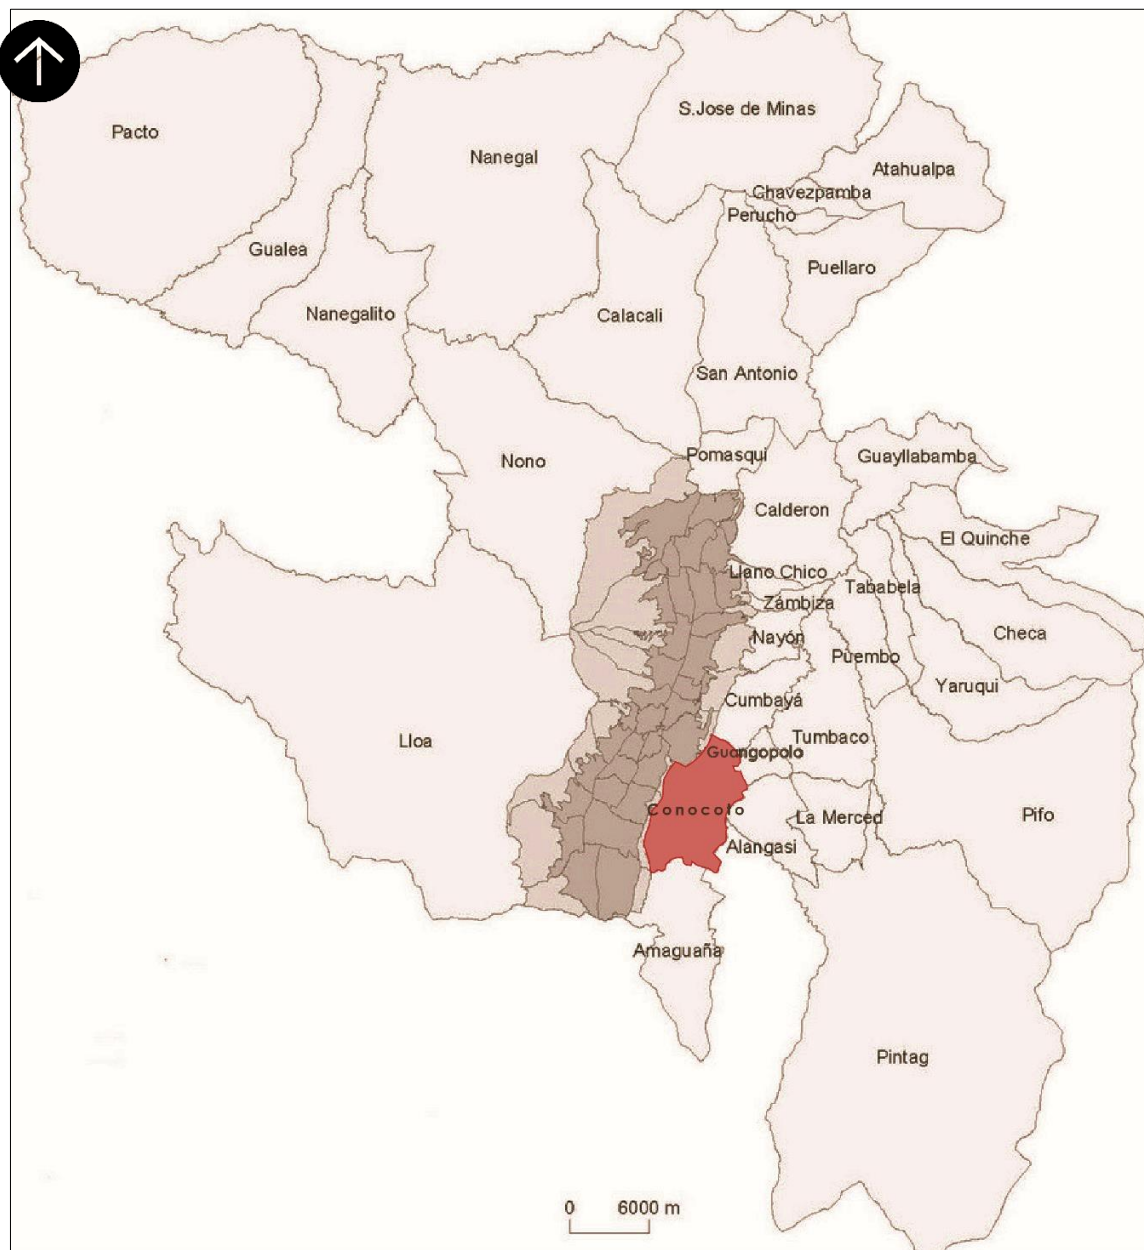 S.Jose de Minas
Pacto
Nanegal
Atahualpa
Chavezpamba
Perucho
Gualea
Puellaro
Nanegalito
Calacali
San Antonio
Pomasqui
Guayllabamba
Nono
Calderon
El Quinche
Llano Chico
Tababela
Zámbiza
Nayón
Checa
Puembo
Yaruqui
Cumbayá
Lloa
Tumbaco
Guangopolo
Conocoto
La Merced
Pifo
Alangasi
Amaguaña
Pintag
0 6000 m